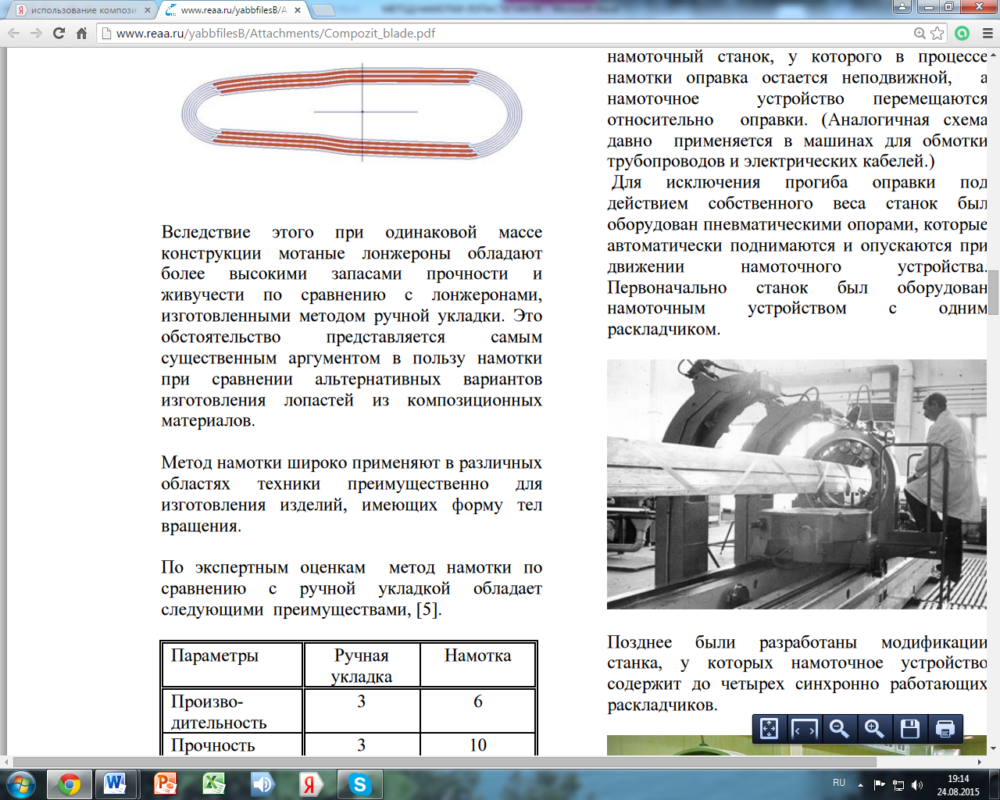 использование композит
www.reaa.ru/yabbfilesB/A
www.reaa.ru/yabbfilesB/Attachments/Compozit_blade.pdf
Вследствие этого при одинаковой массе
конструкции мотаные лонжероны обладают
более высокими запасами прочности и
живучести по сравнению с лонжеронами,
изготовленными методом ручной укладки. Это
обстоятельство представляется самым
существенным аргументом в пользу намотки
при сравнении альтернативных вариантов
изготовления лопастей из композиционных
материалов.
Метод намотки широко применяют в различных
областях техники преимущественно для
изготовления изделий, имеющих форму тел
вращения.
По экспертным оценкам метод намотки по
сравнению с ручной укладкой обладает
следующими преимуществами, [5].
Параметры Ручная укладка Намотка
Произво-
дительность 3 6
Прочность 3 10
намоточный станок, у которого в процессе
намотки оправка остается неподвижной, а
намоточное устройство перемещаются
относительно оправки. (Аналогичная схема
давно применяется в машинах для обмотки
трубопроводов и электрических кабелей.)
Для исключения прогиба оправки под
действием собственного веса станок был
оборудован пневматическими опорами, которые
автоматически поднимаются и опускаются при
движении намоточного устройства.
Первоначально станок был оборудован
намоточным устройством с одним
раскладчиком.
Позднее были разработаны модификации
станка, у которых намоточное устройство
содержит до четырех синхронно работающих
раскладчиков.
RU
19:14
24.08.2015